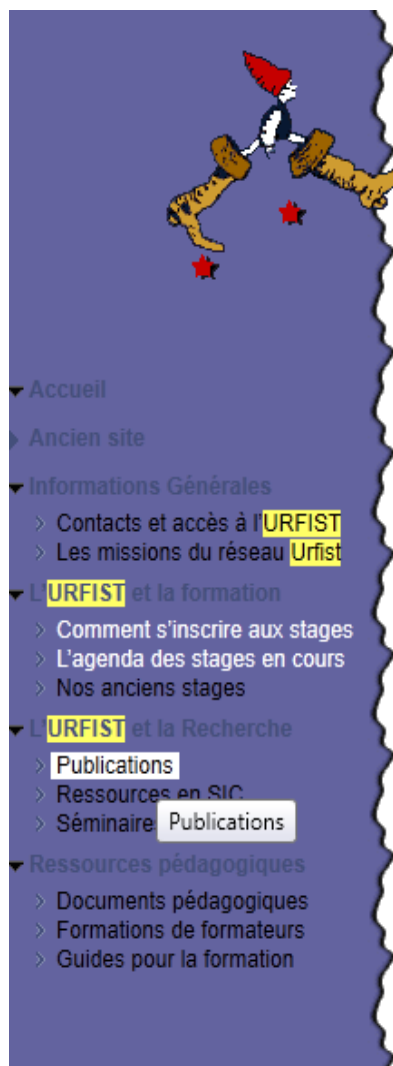 Accueil
Ancien site
Informations Générales
Contacts et accès à l'URFIST
Les missions du réseau Urfist
L'URFIST et la formation
Comment s'inscrire aux stages
L'agenda des stages en cours
Nos anciens stages
L'URFIST et la Recherche
Publications
Ressources en SIC
Séminaire
Publications
Ressources pédagogiques
Documents pédagogiques
Formations de formateurs
Guides pour la formation